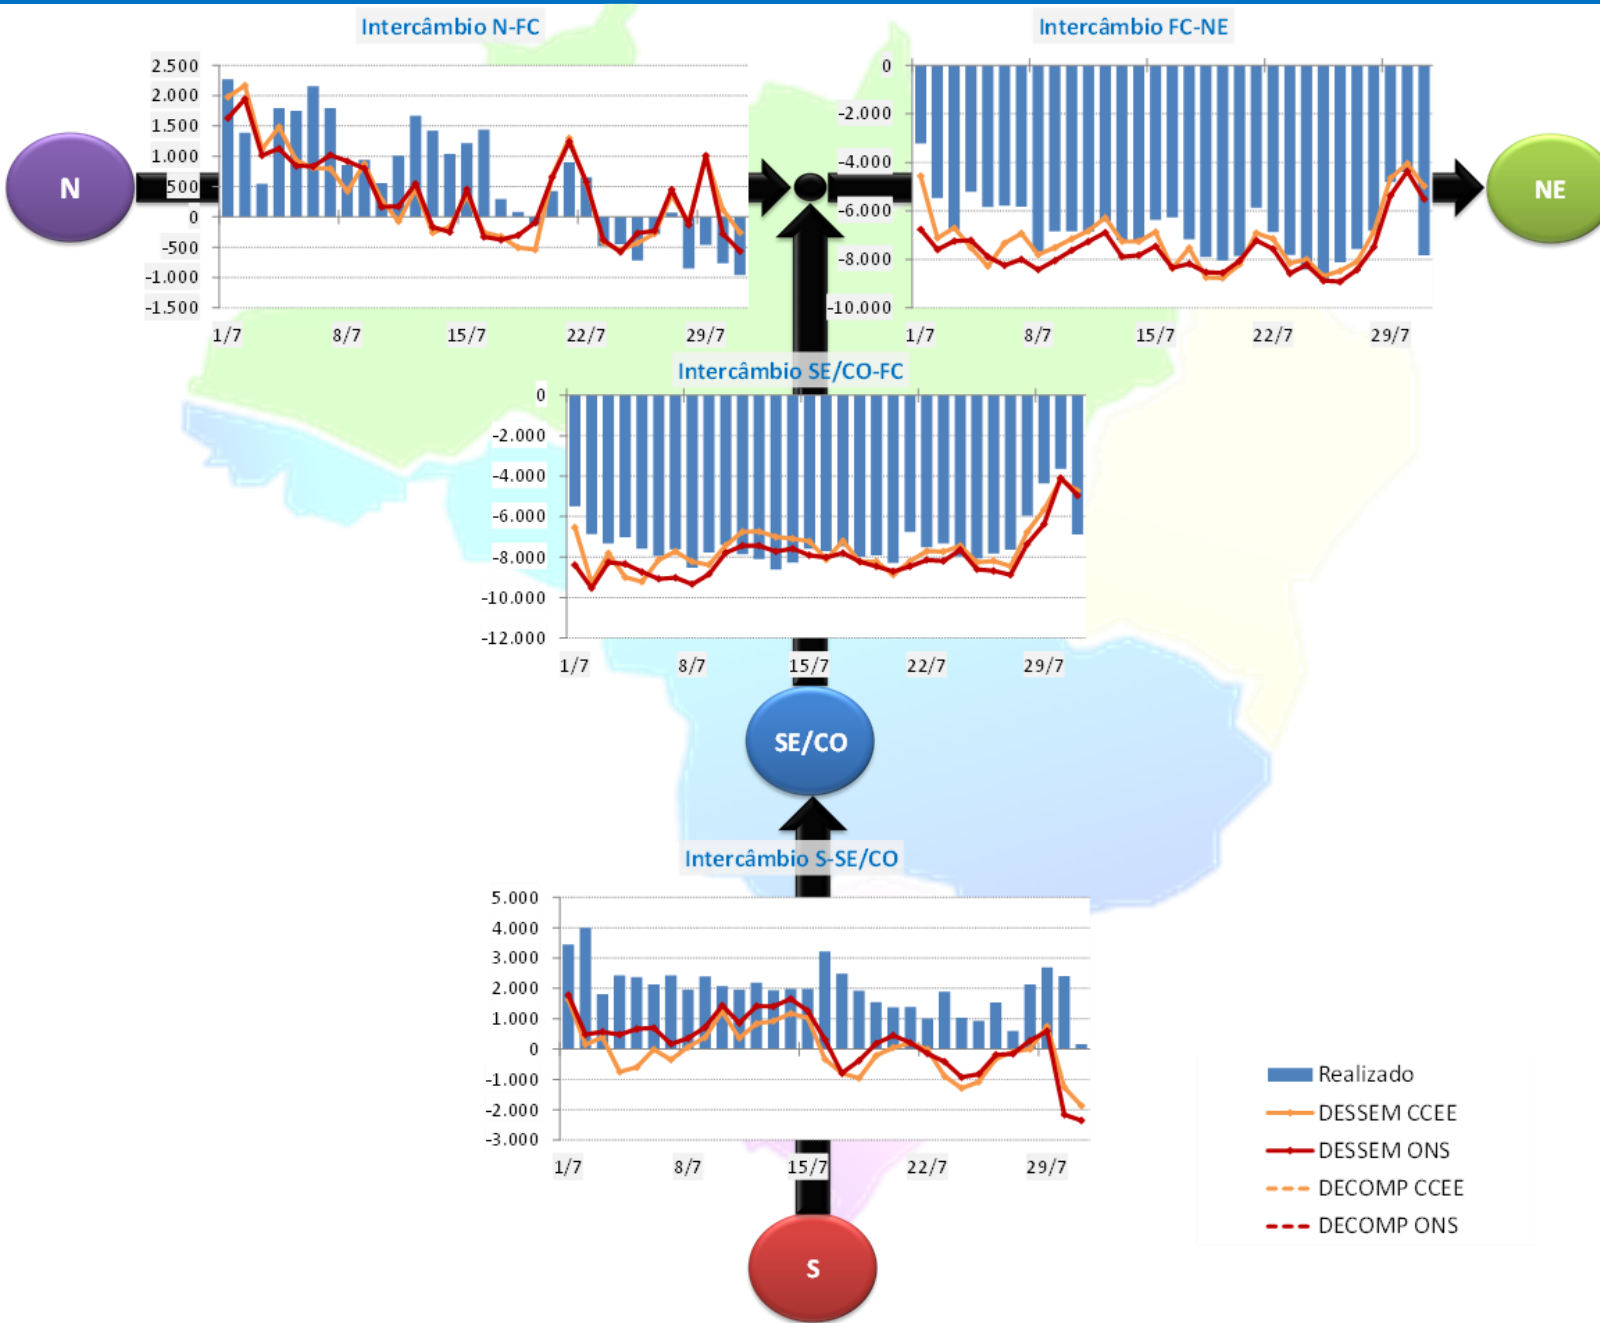 Intercâmbio N-FC
2.500
2.000
1.500
1.000
500
0
-500
-1.000
-1.500
1/7 8/7 15/7 22/7 29/7
Intercâmbio FC-NE
0
-2.000
-4.000
-6.000
-8.000
-10.000
1/7 8/7 15/7 22/7 29/7
N
NE
Intercâmbio SE/CO-FC
0
-2.000
-4.000
-6.000
-8.000
-10.000
-12.000
1/7 8/7 15/7 22/7 29/7
SE/CO
Intercâmbio S-SE/CO
5.000
4.000
3.000
2.000
1.000
0
-1.000
-2.000
-3.000
1/7 8/7 15/7 22/7 29/7
Realizado
DESSEM CCEE
DESSEM ONS
DECOMP CCEE
DECOMP ONS
S